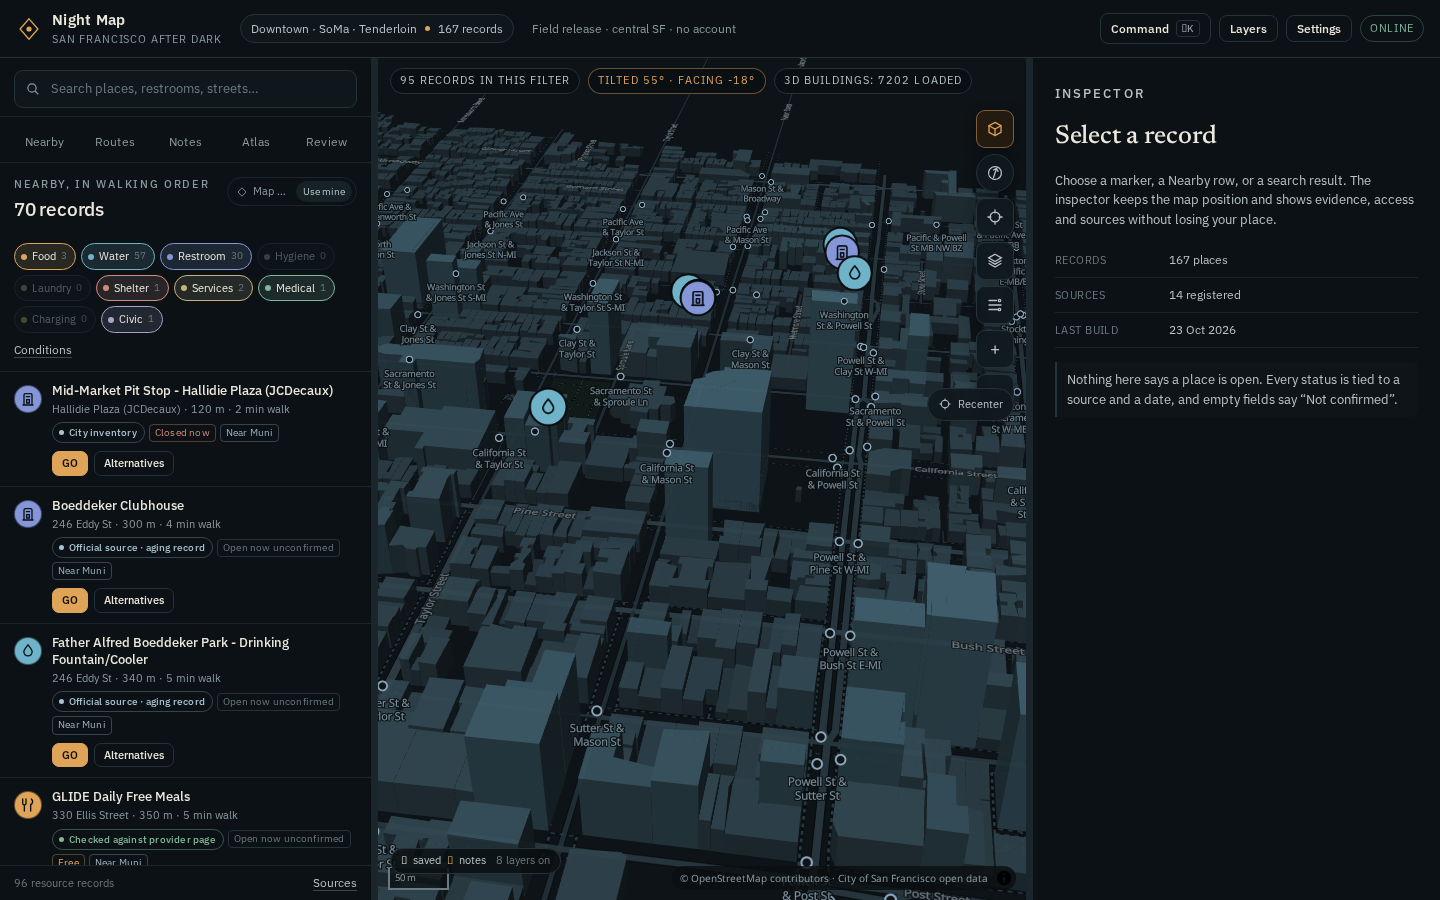 Night Map
SAN FRANCISCO AFTER DARK
Downtown · SoMa · Tenderloin • 167 records
Field release · central SF · no account
Command K
Layers
Settings
ONLINE
Search places, restrooms, streets...
Nearby
Routes
Notes
Atlas
Review
NEARBY, IN WALKING ORDER
70 records
Map ...
Use mine
Food 3
Water 57
Restroom 30
Hygiene 0
Laundry 0
Shelter 1
Services 2
Medical 1
Charging 0
Civic 1
Conditions
Mid-Market Pit Stop - Hallidie Plaza (JCDecaux)
Hallidie Plaza (JCDecaux) · 120 m · 2 min walk
City inventory
Closed now
Near Muni
GO
Alternatives
Boeddeker Clubhouse
246 Eddy St · 300 m · 4 min walk
Official source · aging record
Open now unconfirmed
Near Muni
GO
Alternatives
Father Alfred Boeddeker Park - Drinking
Fountain/Cooler
246 Eddy St · 340 m · 5 min walk
Official source · aging record
Open now unconfirmed
Near Muni
GO
Alternatives
GLIDE Daily Free Meals
330 Ellis Street · 350 m · 5 min walk
Checked against provider page
Open now unconfirmed
Free
Near Muni
96 resource records
Sources
95 RECORDS IN THIS FILTER
TILTED 55° · FACING -18°
3D BUILDINGS: 7202 LOADED
Mason St &
Broadway
Pacific Ave
& Jones St
Pacific Ave
& Taylor St
Pacific Ave
& Mason St
Pacific & Powell
St MB NW/BZ
Jackson St &
Jones St N-MI
Jackson St &
Taylor St N-MI
Washington St
& Jones St S-MI
Washington St
& Taylor St S-MI
Washington
St & Powell St
Clay St &
Jones St
Clay St &
Taylor St
Clay St &
Mason St
Powell St &
Clay St W-MI
Sacramento
St & Jones St
Sacramento St
& Sproule Ln
Sacramento
St & Powell St
Recenter
California St
& Taylor St
California St
& Mason St
California St
& Powell St
California Street
Pine Street
Powell St &
Pine St W-MI
Taylor Street
Powell St &
Bush St E-MI
Bush Street
Sutter St &
Mason St
Powell St &
Sutter St
& Post St
Post Street
saved
notes
8 layers on
50 m
© OpenStreetMap contributors · City of San Francisco open data
INSPECTOR
Select a record
Choose a marker, a Nearby row, or a search result. The
inspector keeps the map position and shows evidence, access
and sources without losing your place.
RECORDS 167 places
SOURCES 14 registered
LAST BUILD 23 Oct 2026
Nothing here says a place is open. Every status is tied to a
source and a date, and empty fields say “Not confirmed”.